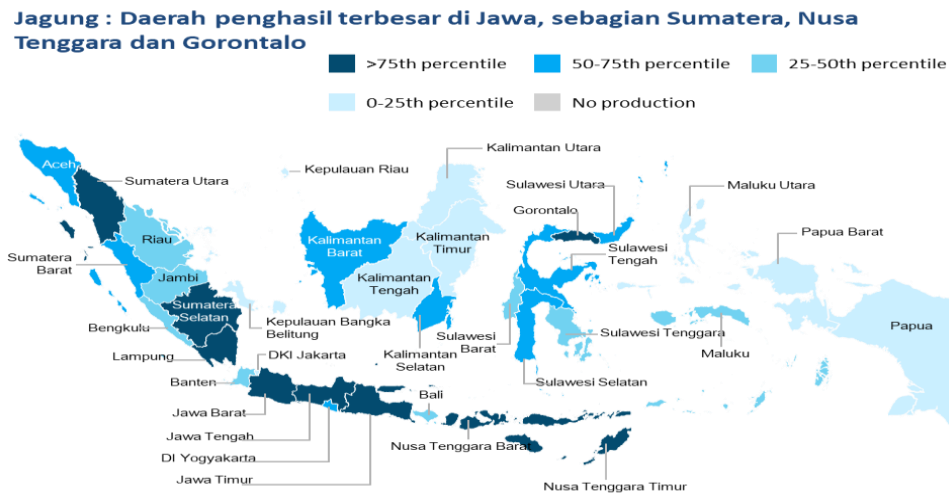 Jagung : Daerah penghasil terbesar di Jawa, sebagian Sumatera, Nusa
Tenggara dan Gorontalo
>75th percentile
50-75th percentile
25-50th percentile
0-25th percentile
No production
Kalimantan Utara
Aceh
Kepulauan Riau
Sumatera Utara
Sulawesi Utara
Maluku Utara
Gorontalo
Papua Barat
Riau
Kalimantan
Barat
Kalimantan
Timur
Sulawesi
Tengah
Sumatera
Barat
Jambi
Kalimantan
Tengah
Sumatera
Selatan
Kepulauan Bangka
Belitung
Bengkulu
Sulawesi
Barat
Sulawesi Tenggara
Papua
Lampung
DKI Jakarta
Kalimantan
Selatan
Maluku
Banten
Bali
Sulawesi Selatan
Jawa Barat
Jawa Tengah
Nusa Tenggara Barat
DI Yogyakarta
Jawa Timur
Nusa Tenggara Timur